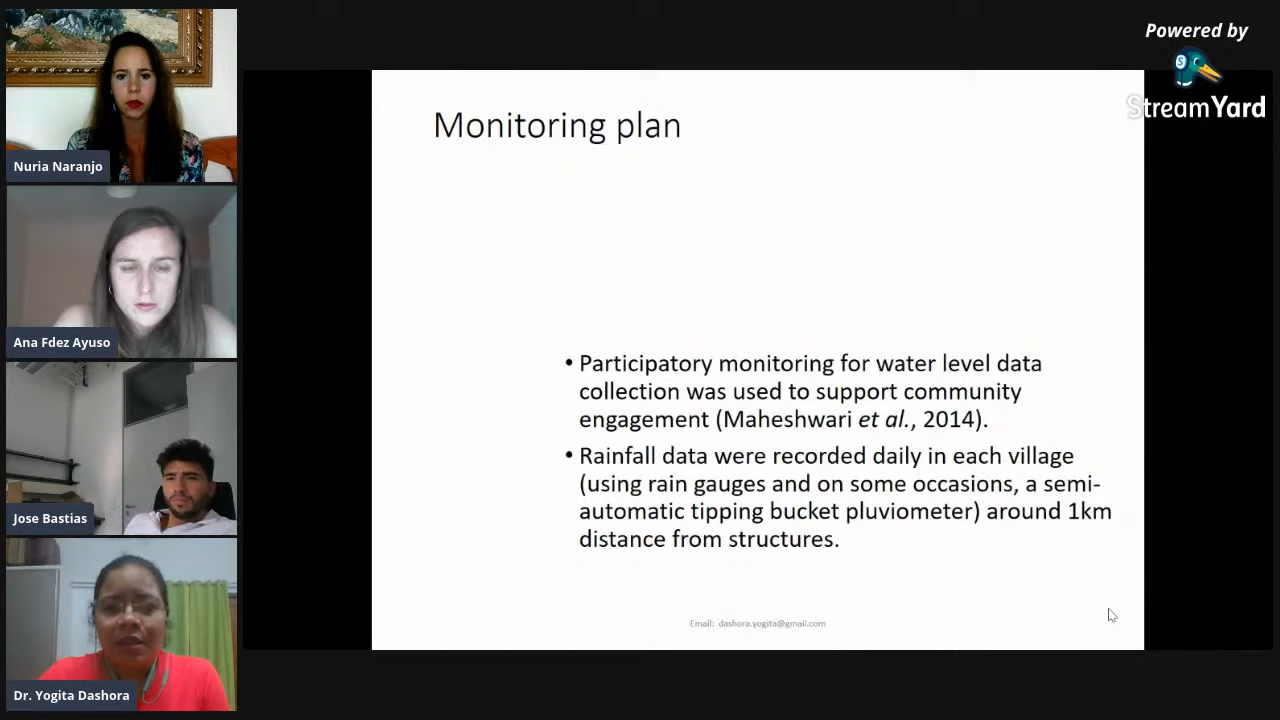 Nuria Naranjo
Ana Fdez Ayuso
Jose Bastias
Dr. Yogita Dashora
Monitoring plan
• Participatory monitoring for water level data
collection was used to support community
engagement (Maheshwari et al., 2014).
• Rainfall data were recorded daily in each village
(using rain gauges and on some occasions, a semi-
automatic tipping bucket pluviometer) around 1km
distance from structures.
Email: dashora.yogita@gmail.com
Powered by
S
StreamYard